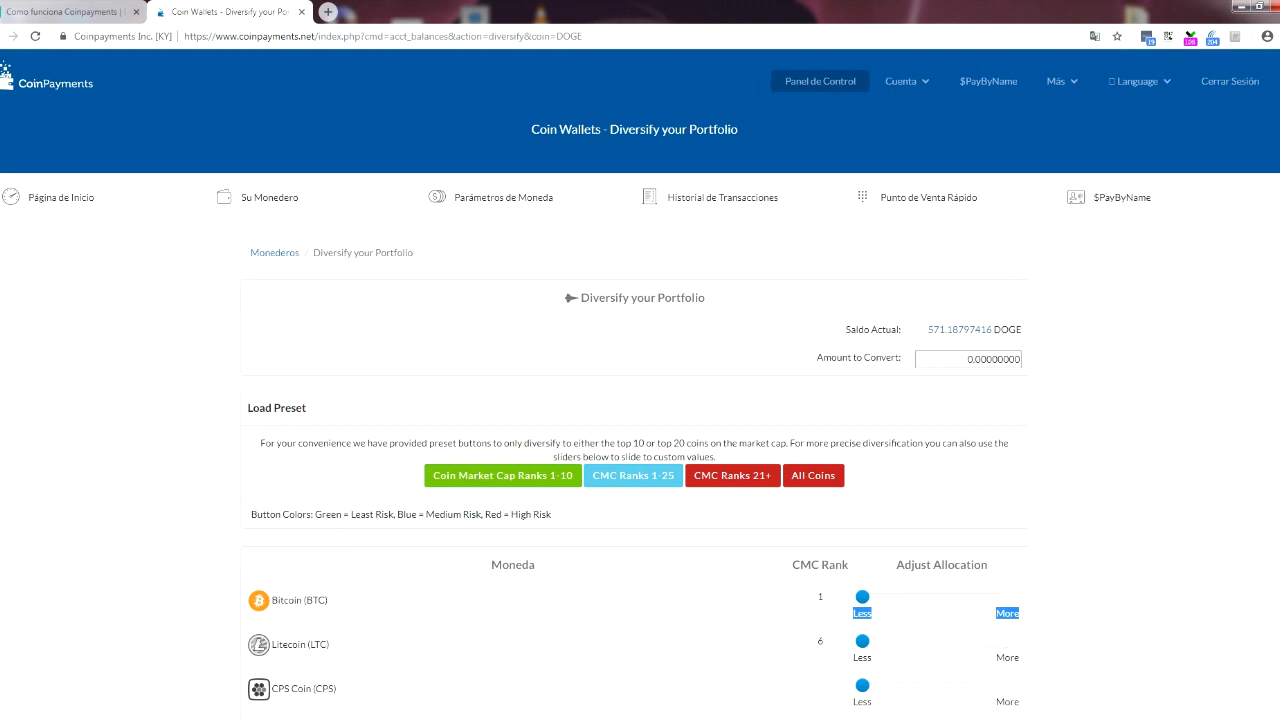 Como funciona Coinpayments |
Coin Wallets - Diversify your Po
Coinpayments Inc. [KY] | https://www.coinpayments.net/index.php?cmd=acct_balances&action=diversify&coin=DOGE
19
108
204
CoinPayments
Panel de Control
Cuenta
$PayByName
Más
Language
Cerrar Sesión
Coin Wallets - Diversify your Portfolio
Página de Inicio
Su Monedero
Parámetros de Moneda
Historial de Transacciones
Punto de Venta Rápido
$PayByName
Monederos / Diversify your Portfolio
Diversify your Portfolio
Saldo Actual: 571.18797416 DOGE
Amount to Convert: 0.00000000
Load Preset
For your convenience we have provided preset buttons to only diversify to either the top 10 or top 20 coins on the market cap. For more precise diversification you can also use the
sliders below to slide to custom values.
Coin Market Cap Ranks 1-10
CMC Ranks 1-25
CMC Ranks 21+
All Coins
Button Colors: Green = Least Risk, Blue = Medium Risk, Red = High Risk
Moneda CMC Rank Adjust Allocation
Bitcoin (BTC) 1
Less More
Litecoin (LTC) 6
Less More
CPS Coin (CPS)
Less More